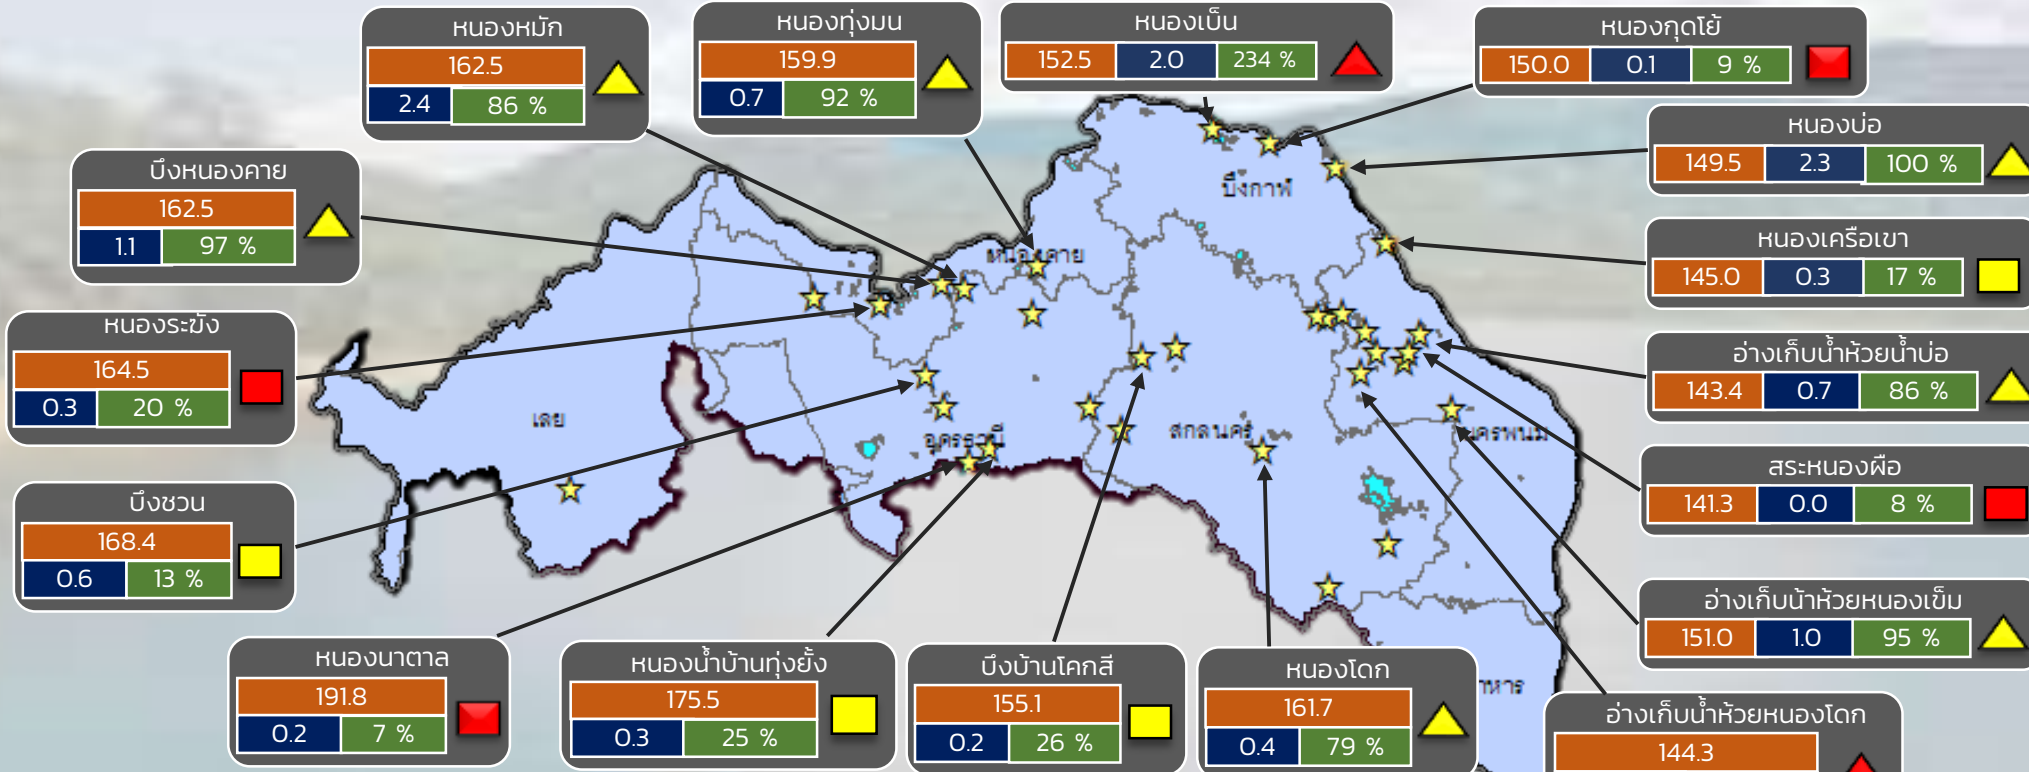 หนองหมัก
162.5
2.4 86 %
หนองทุ่งมน
159.9
0.7 92 %
หนองเบ็น
152.5 2.0 234 %
หนองกุดโย้
150.0 0.1 9 %
หนองบ่อ
149.5 2.3 100 %
บึงหนองคาย
162.5
1.1 97 %
หนองเครือเขา
145.0 0.3 17 %
หนองระฆัง
164.5
0.3 20 %
อ่างเก็บน้ำห้วยน้ำบ่อ
143.4 0.7 86 %
บึงชวน
168.4
0.6 13 %
สระหนองผือ
141.3 0.0 8 %
อ่างเก็บน้าห้วยหนองเข็ม
151.0 1.0 95 %
หนองนาตาล
191.8
0.2 7 %
หนองน้ำบ้านทุ่งยั้ง
175.5
0.3 25 %
บึงบ้านโคกสี
155.1
0.2 26 %
หนองโดก
161.7
0.4 79 %
อ่างเก็บน้ำห้วยหนองโดก
144.3
บึงกาฬ
หนองคาย
เลย
อุดรธานี
สกลนคร
นครพนม
าหาร